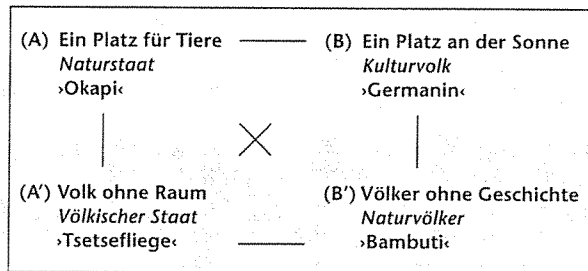 (A) Ein Platz für Tiere
Naturstaat
›Okapi‹
(B) Ein Platz an der Sonne
Kulturvolk
›Germanin‹
(A') Volk ohne Raum
Völkischer Staat
›Tsetsefliege‹
(B') Völker ohne Geschichte
Naturvölker
›Bambuti‹